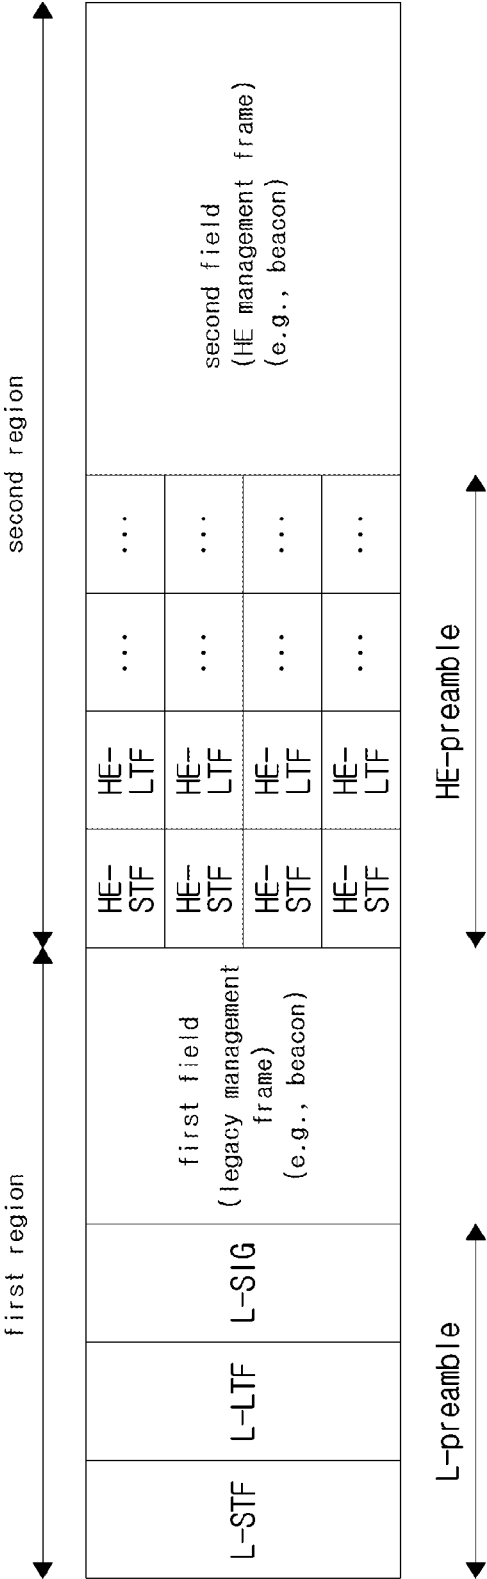 first region
second region
L-STF
L-LTF
L-SIG
first field
(legacy management
frame)
(e.g., beacon)
HE-
STF
HE-
LTF
...
...
HE-
STF
HE-
LTF
...
...
HE-
STF
HE-
LTF
...
...
HE-
STF
HE-
LTF
...
...
second field
(HE management frame)
(e.g., beacon)
L-preamble
HE-preamble